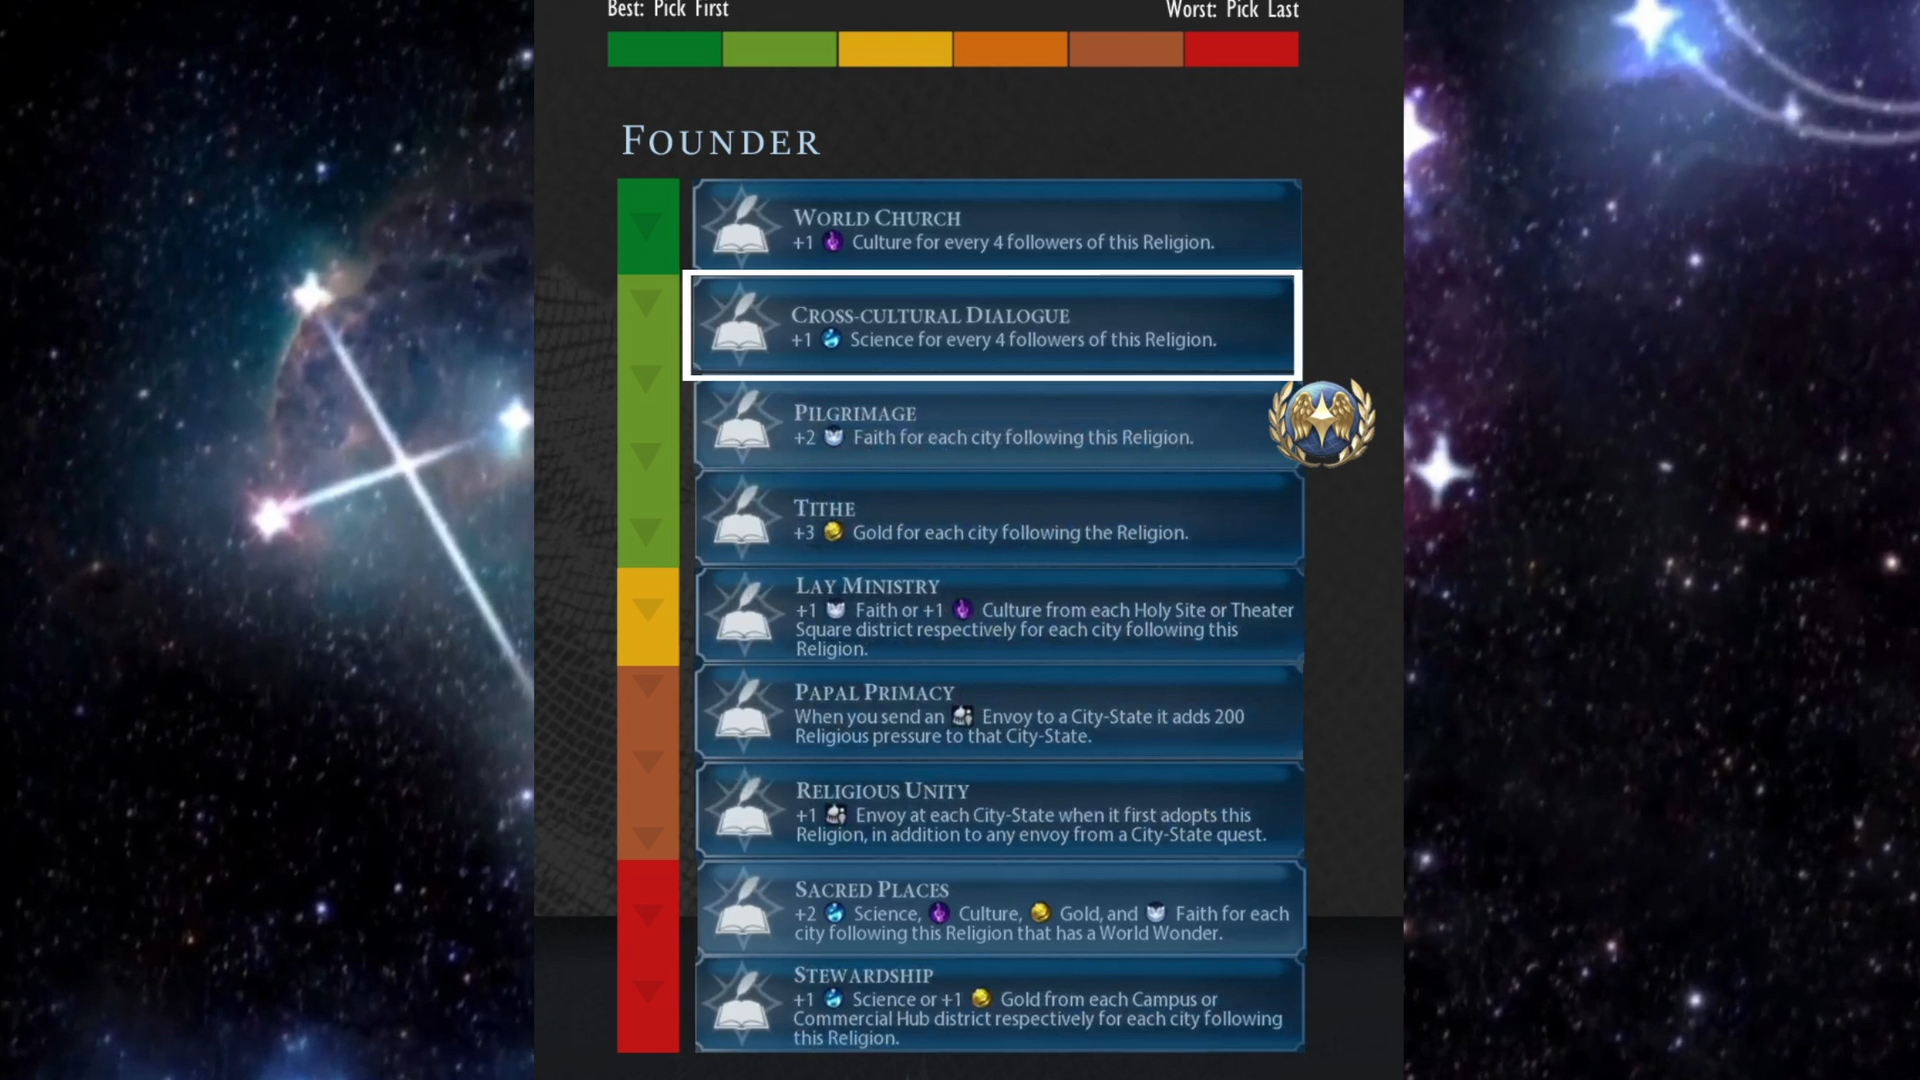 Best: Pick First
Worst: Pick Last
FOUNDER
WORLD CHURCH
+1 Culture for every 4 followers of this Religion.
CROSS-CULTURAL DIALOGUE
+1 Science for every 4 followers of this Religion.
PILGRIMAGE
+2 Faith for each city following this Religion.
TITHE
+3 Gold for each city following the Religion.
LAY MINISTRY
+1 Faith or +1 Culture from each Holy Site or Theater
Square district respectively for each city following this
Religion.
PAPAL PRIMACY
When you send an Envoy to a City-State it adds 200
Religious pressure to that City-State.
RELIGIOUS UNITY
+1 Envoy at each City-State when it first adopts this
Religion, in addition to any envoy from a City-State quest.
SACRED PLACES
+2 Science, Culture, Gold, and Faith for each
city following this Religion that has a World Wonder.
STEWARDSHIP
+1 Science or +1 Gold from each Campus or
Commercial Hub district respectively for each city following
this Religion.